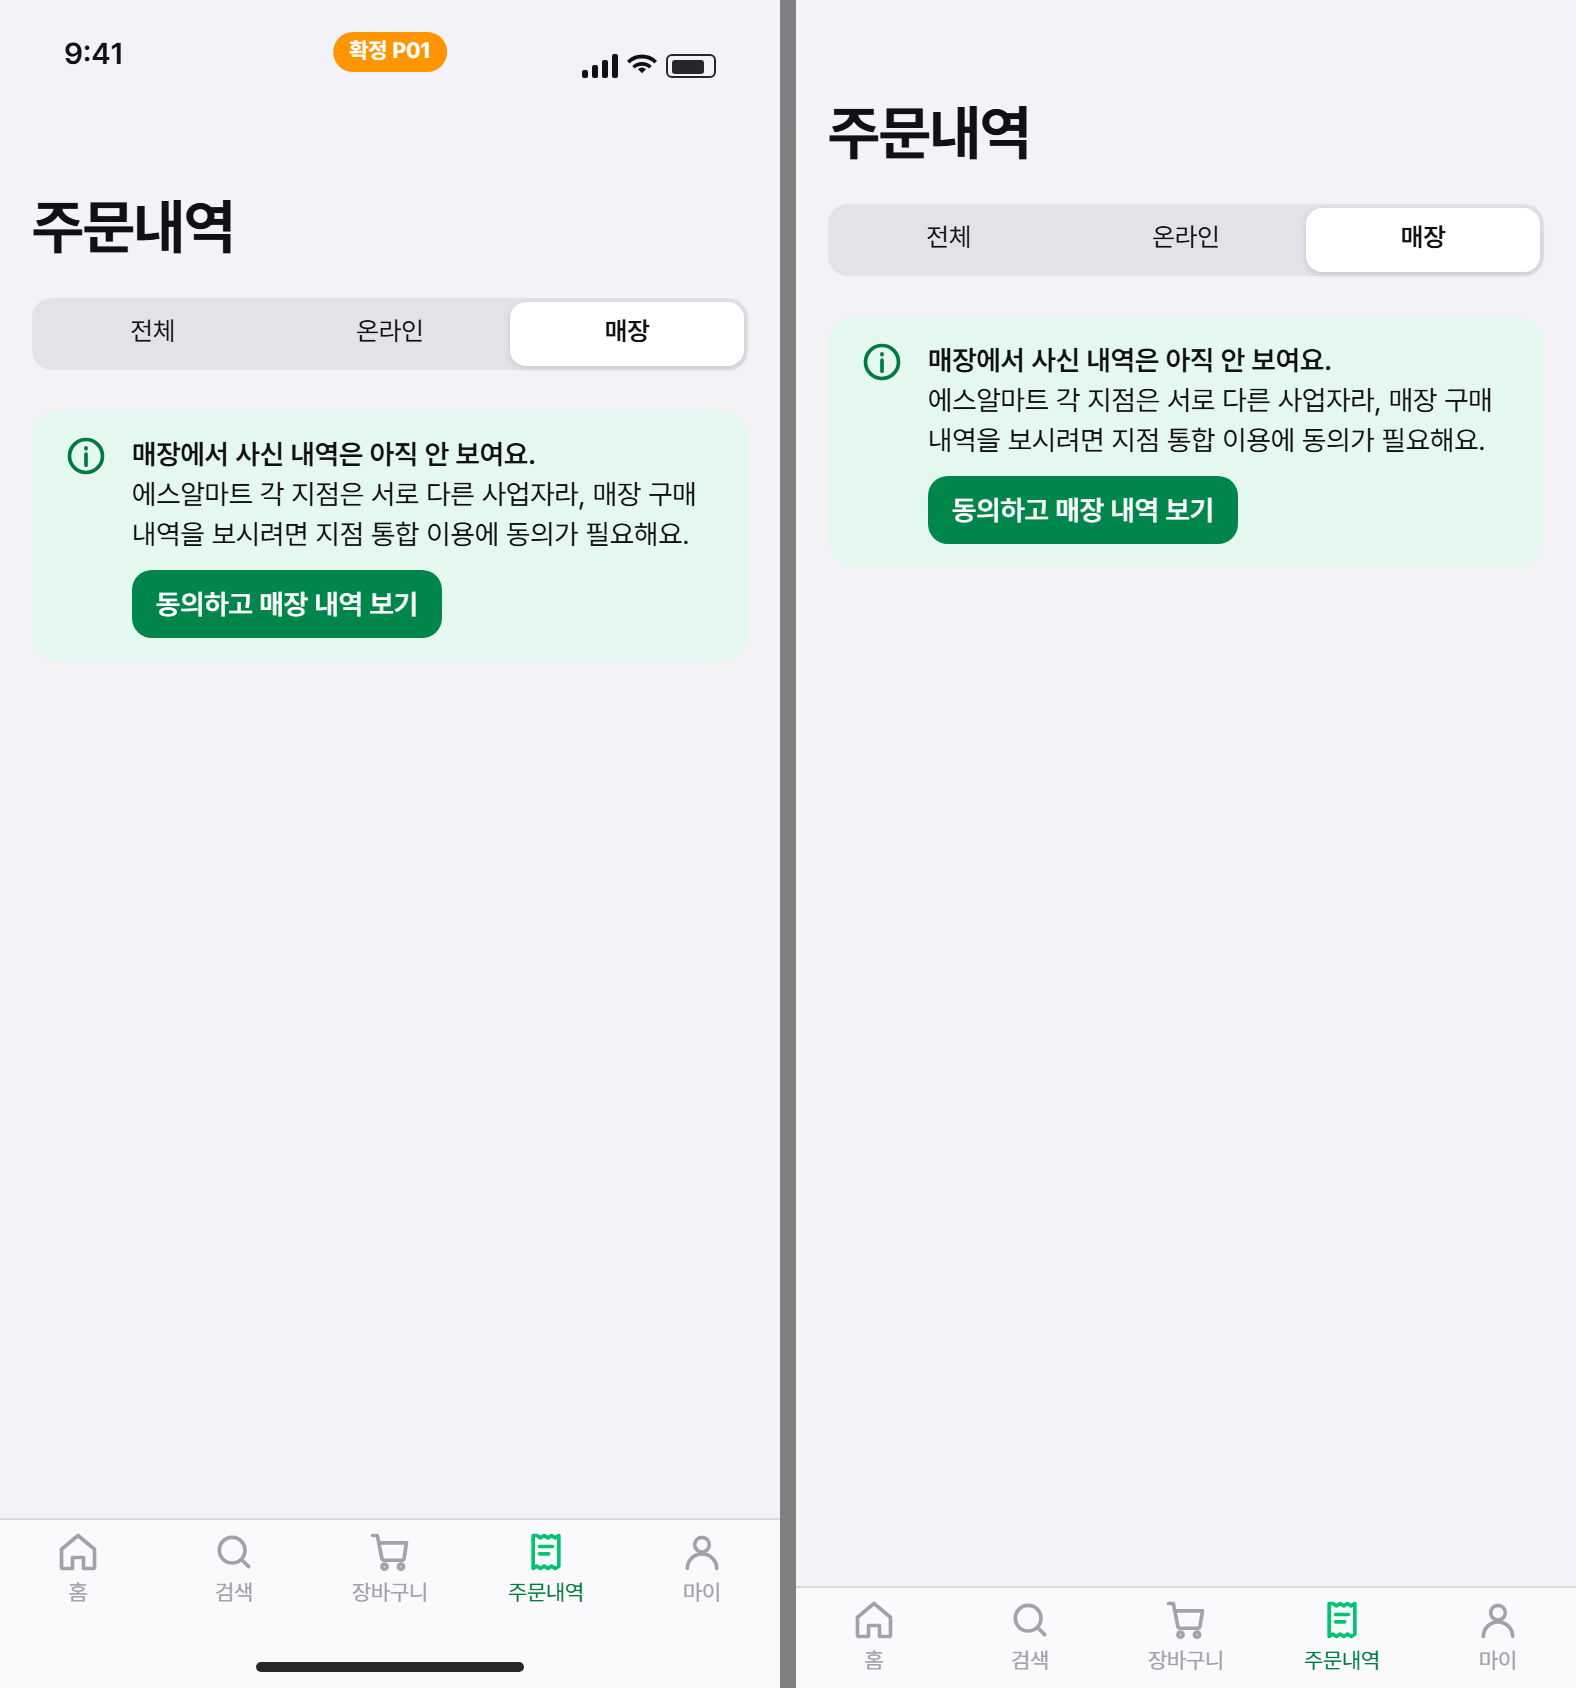 9:41
확정 P01
주문내역
전체
온라인
매장
매장에서 사신 내역은 아직 안 보여요.
에스알마트 각 지점은 서로 다른 사업자라, 매장 구매
내역을 보시려면 지점 통합 이용에 동의가 필요해요.
동의하고 매장 내역 보기
홈
검색
장바구니
주문내역
마이
주문내역
전체
온라인
매장
매장에서 사신 내역은 아직 안 보여요.
에스알마트 각 지점은 서로 다른 사업자라, 매장 구매
내역을 보시려면 지점 통합 이용에 동의가 필요해요.
동의하고 매장 내역 보기
홈
검색
장바구니
주문내역
마이